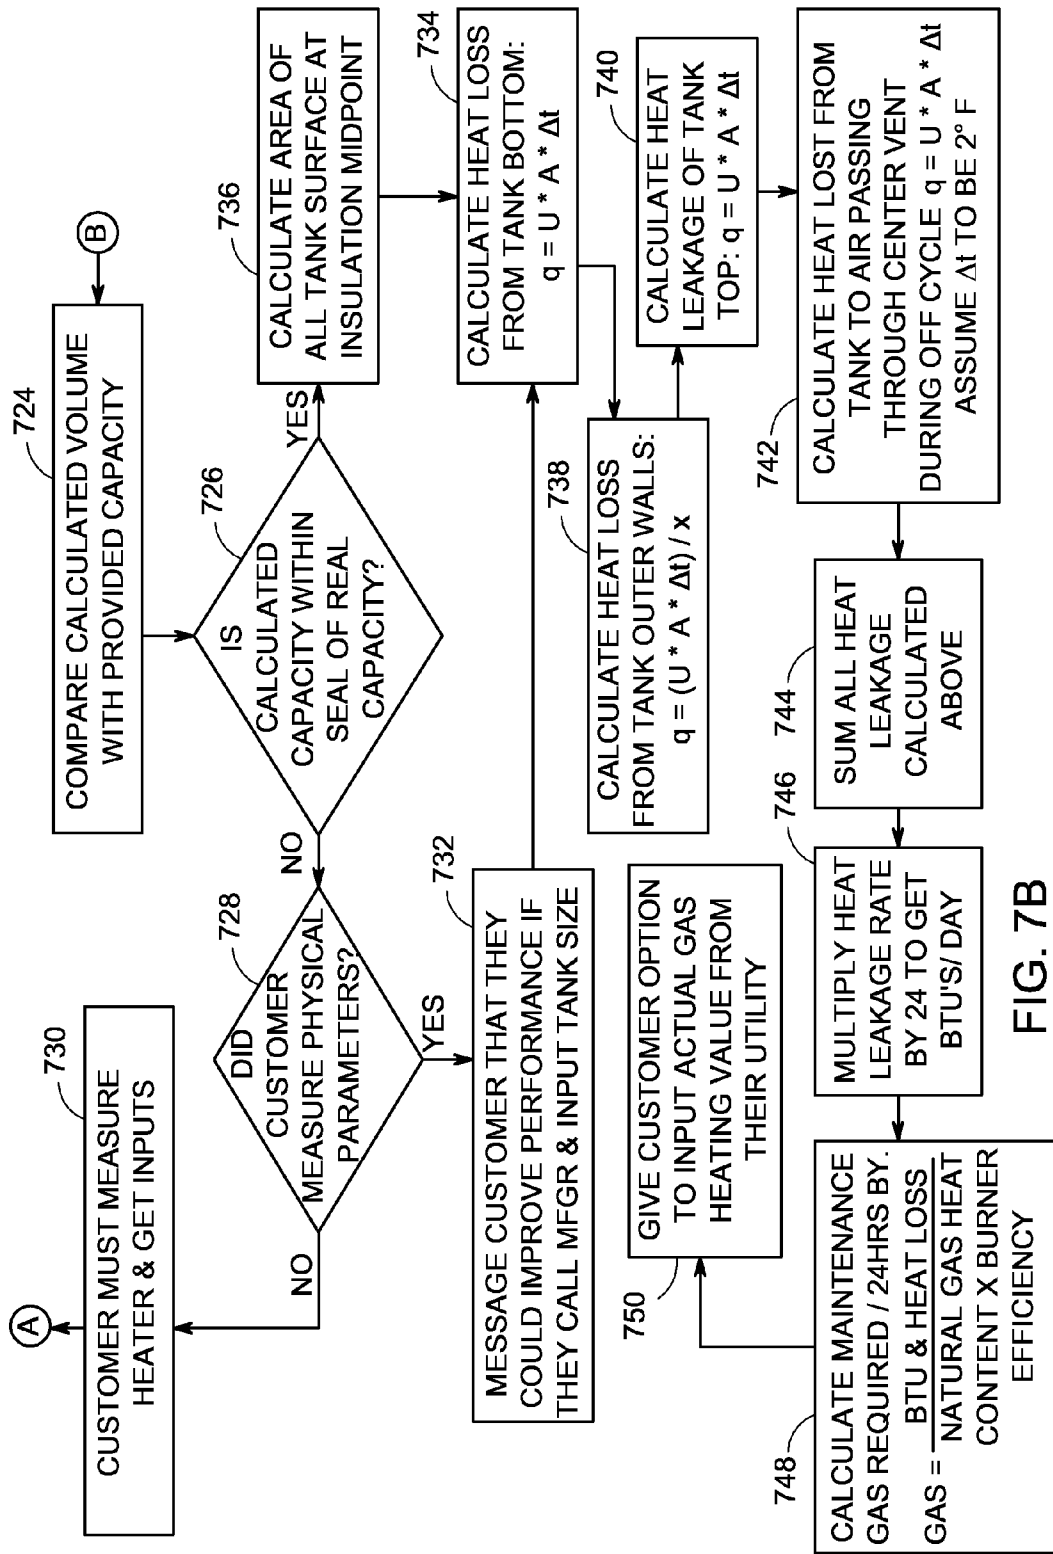 B
724
COMPARE CALCULATED VOLUME
WITH PROVIDED CAPACITY
726
IS
CALCULATED
CAPACITY WITHIN
SEAL OF REAL
CAPACITY?
YES
NO
736
CALCULATE AREA OF
ALL TANK SURFACE AT
INSULATION MIDPOINT
728
DID
CUSTOMER
MEASURE PHYSICAL
PARAMETERS?
NO
YES
730
CUSTOMER MUST MEASURE
HEATER & GET INPUTS
A
732
MESSAGE CUSTOMER THAT THEY
COULD IMPROVE PERFORMANCE IF
THEY CALL MFGR & INPUT TANK SIZE
734
CALCULATE HEAT LOSS
FROM TANK BOTTOM:
q = U * A * Δt
738
CALCULATE HEAT LOSS
FROM TANK OUTER WALLS:
q = (U * A * Δt) / x
740
CALCULATE HEAT
LEAKAGE OF TANK
TOP: q = U * A * Δt
742
CALCULATE HEAT LOST FROM
TANK TO AIR PASSING
THROUGH CENTER VENT
DURING OFF CYCLE q = U * A * Δt
ASSUME Δt TO BE 2° F
744
SUM ALL HEAT
LEAKAGE
CALCULATED
ABOVE
746
MULTIPLY HEAT
LEAKAGE RATE
BY 24 TO GET
BTU'S/ DAY
748
CALCULATE MAINTENANCE
GAS REQUIRED / 24HRS BY.
BTU & HEAT LOSS
GAS =
NATURAL GAS HEAT
CONTENT X BURNER
EFFICIENCY
750
GIVE CUSTOMER OPTION
TO INPUT ACTUAL GAS
HEATING VALUE FROM
THEIR UTILITY
FIG. 7B